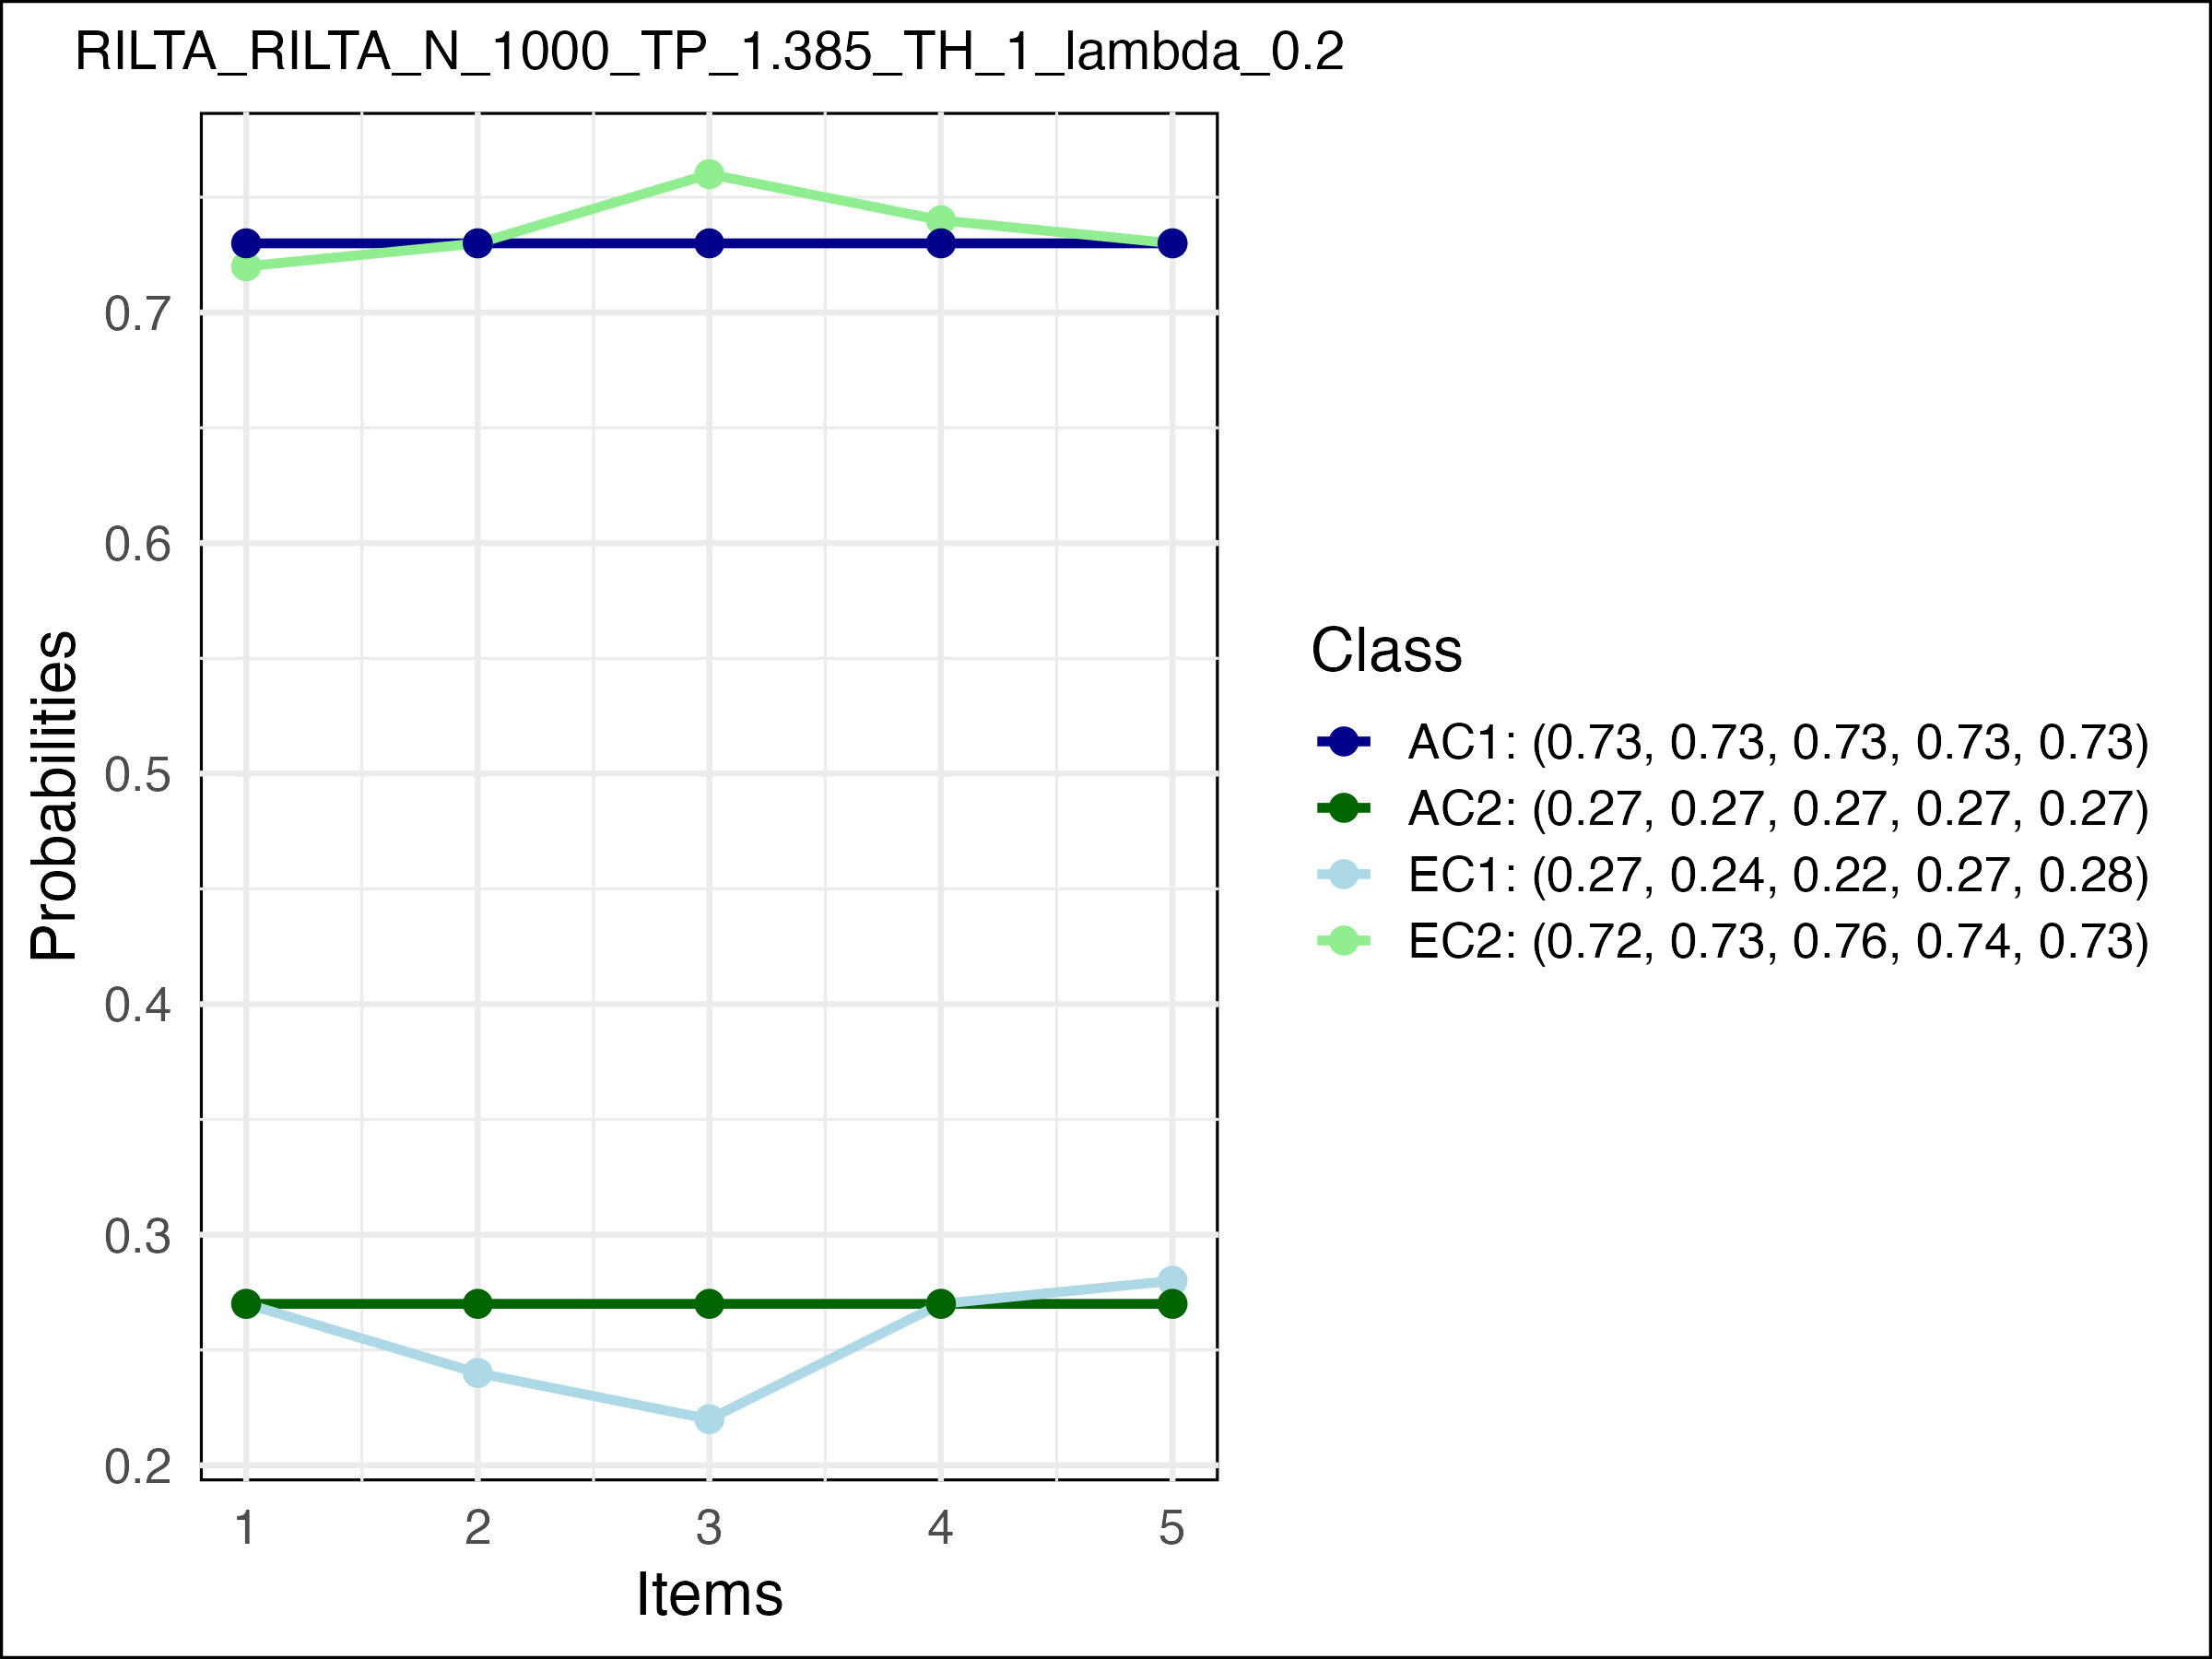 RILTA_RILTA_N_1000_TP_1.385_TH_1_lambda_0.2
Probabilities
0.7
0.6
0.5
0.4
0.3
0.2
1 2 3 4 5
Items
Class
AC1: (0.73, 0.73, 0.73, 0.73, 0.73)
AC2: (0.27, 0.27, 0.27, 0.27, 0.27)
EC1: (0.27, 0.24, 0.22, 0.27, 0.28)
EC2: (0.72, 0.73, 0.76, 0.74, 0.73)